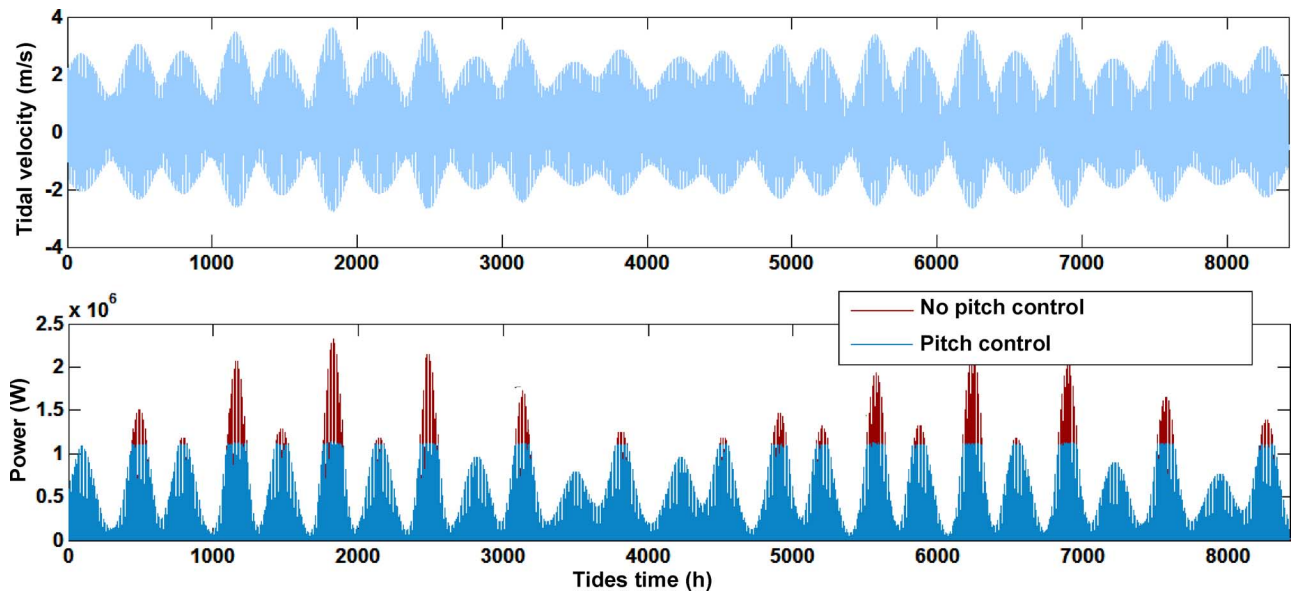 4
2
0
-2
-4
Tidal velocity (m/s)
0 1000 2000 3000 4000 5000 6000 7000 8000
x 10^6
2.5
2
1.5
1
0.5
0
Power (W)
No pitch control
Pitch control
0 1000 2000 3000 4000 5000 6000 7000 8000
Tides time (h)